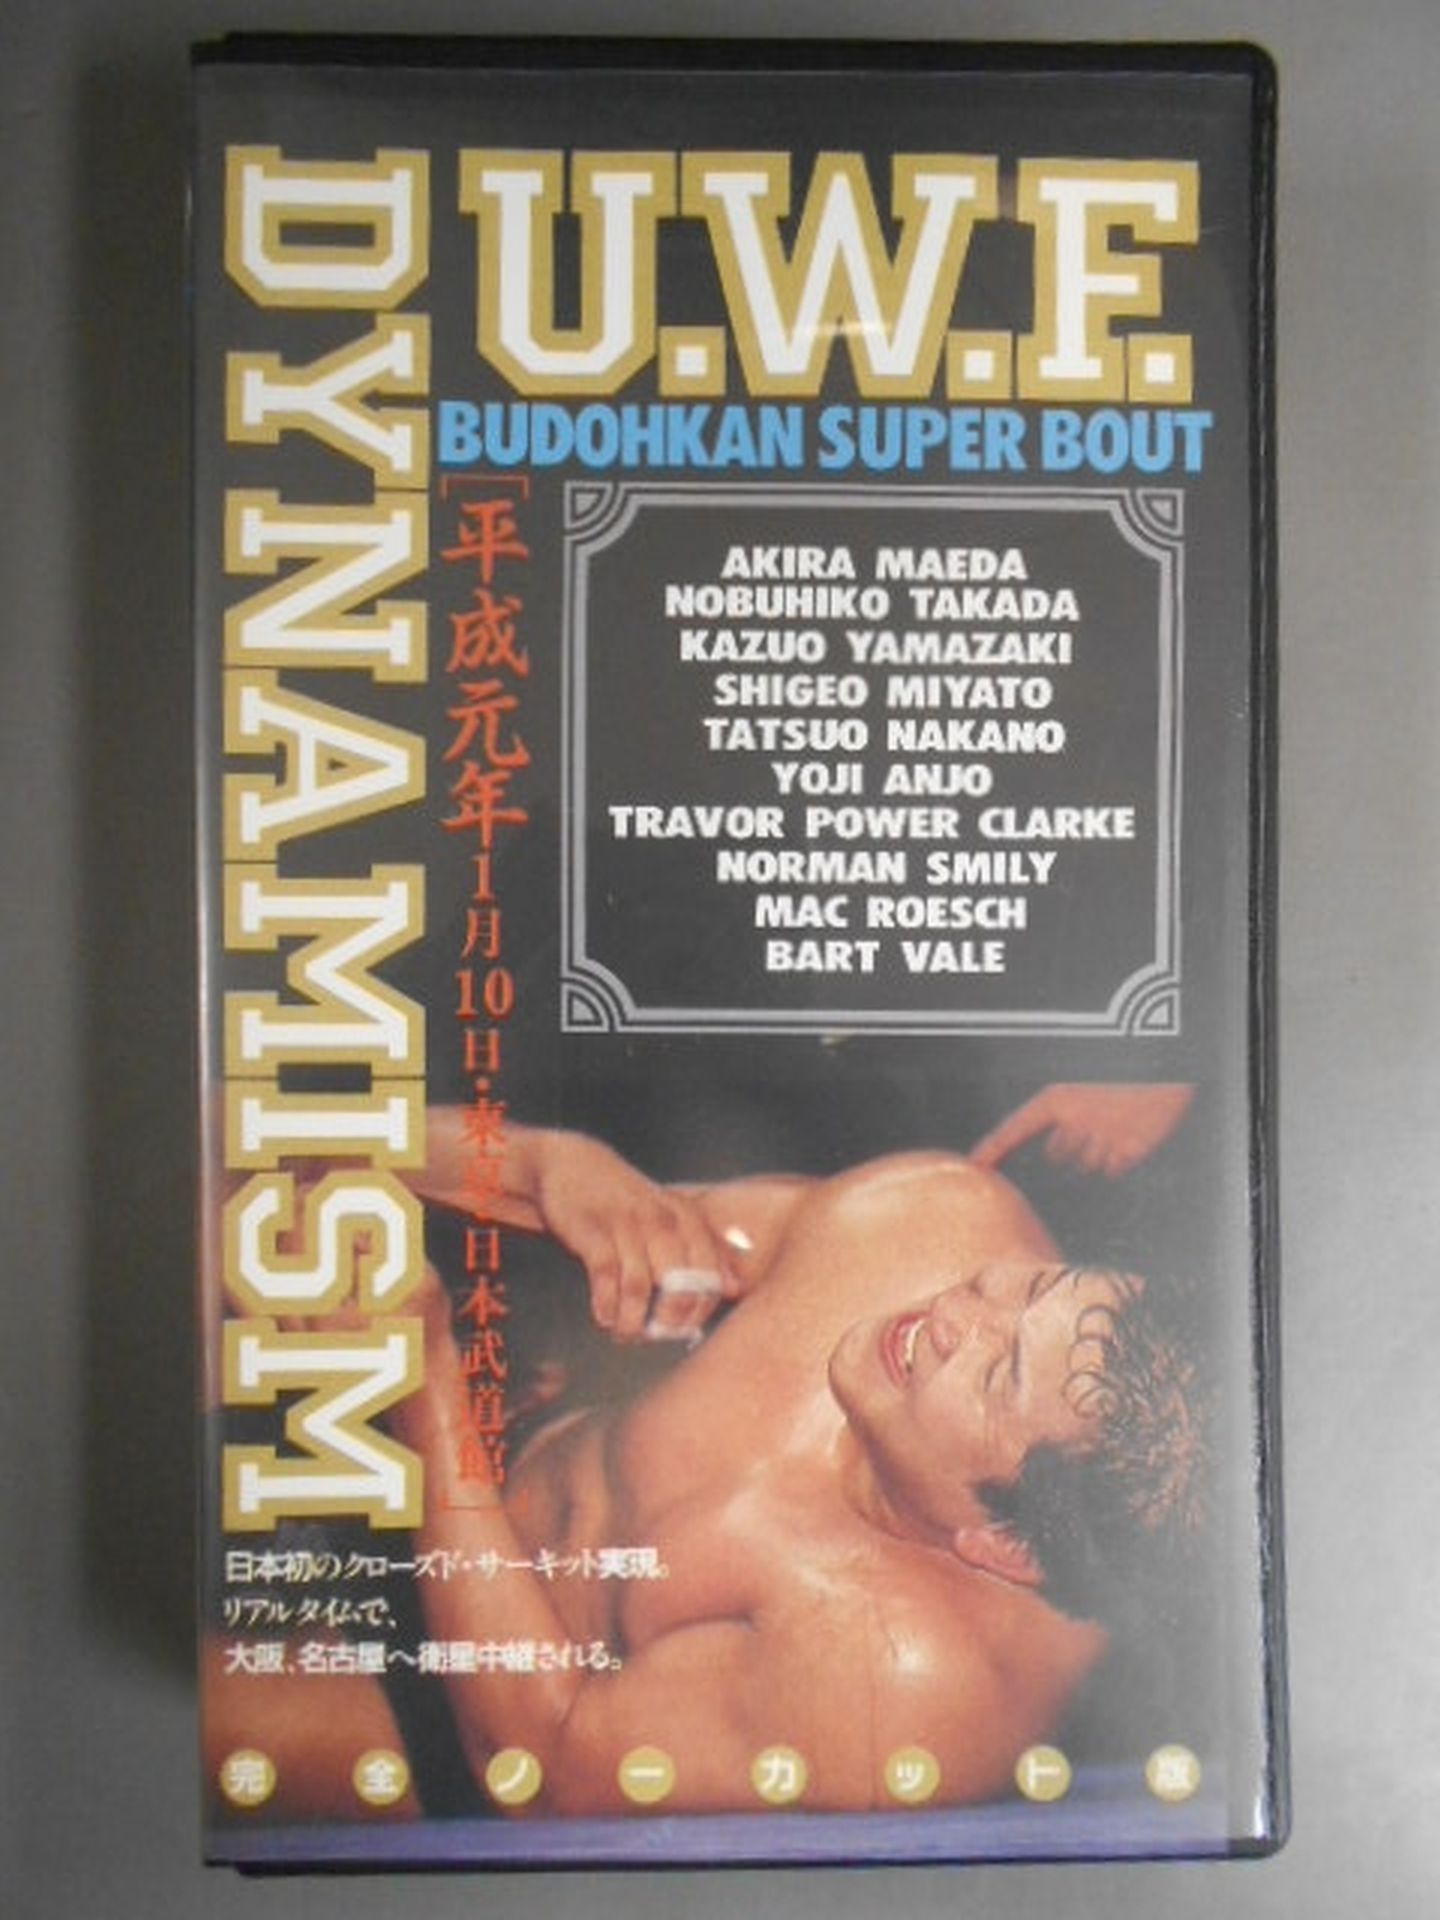 U.W.F.
DYNAMISM
BUDOHKAN SUPER BOUT
[平成元年1月10日・東京・日本武道館]
AKIRA MAEDA
NOBUHIKO TAKADA
KAZUO YAMAZAKI
SHIGEO MIYATO
TATSUO NAKANO
YOJI ANJO
TRAVOR POWER CLARKE
NORMAN SMILY
MAC ROESCH
BART VALE
日本初のクローズド・サーキット実現。
リアルタイムで、
大阪、名古屋へ衛星中継される。
完全ノーカット版